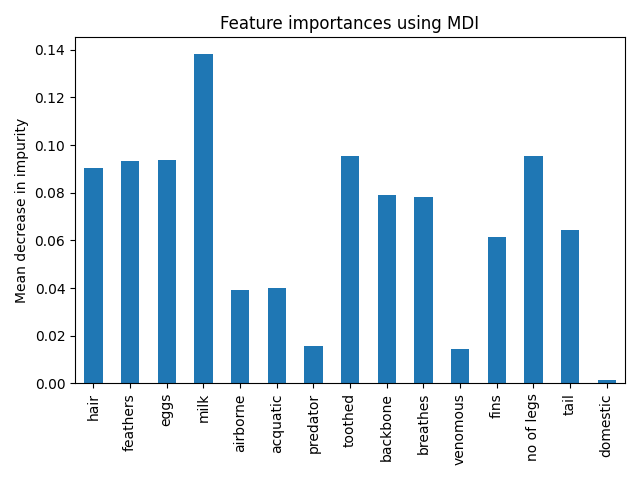 Feature importances using MDI
Mean decrease in impurity
0.14
0.12
0.10
0.08
0.06
0.04
0.02
0.00
hair
feathers
eggs
milk
airborne
acquatic
predator
toothed
backbone
breathes
venomous
fins
no of legs
tail
domestic